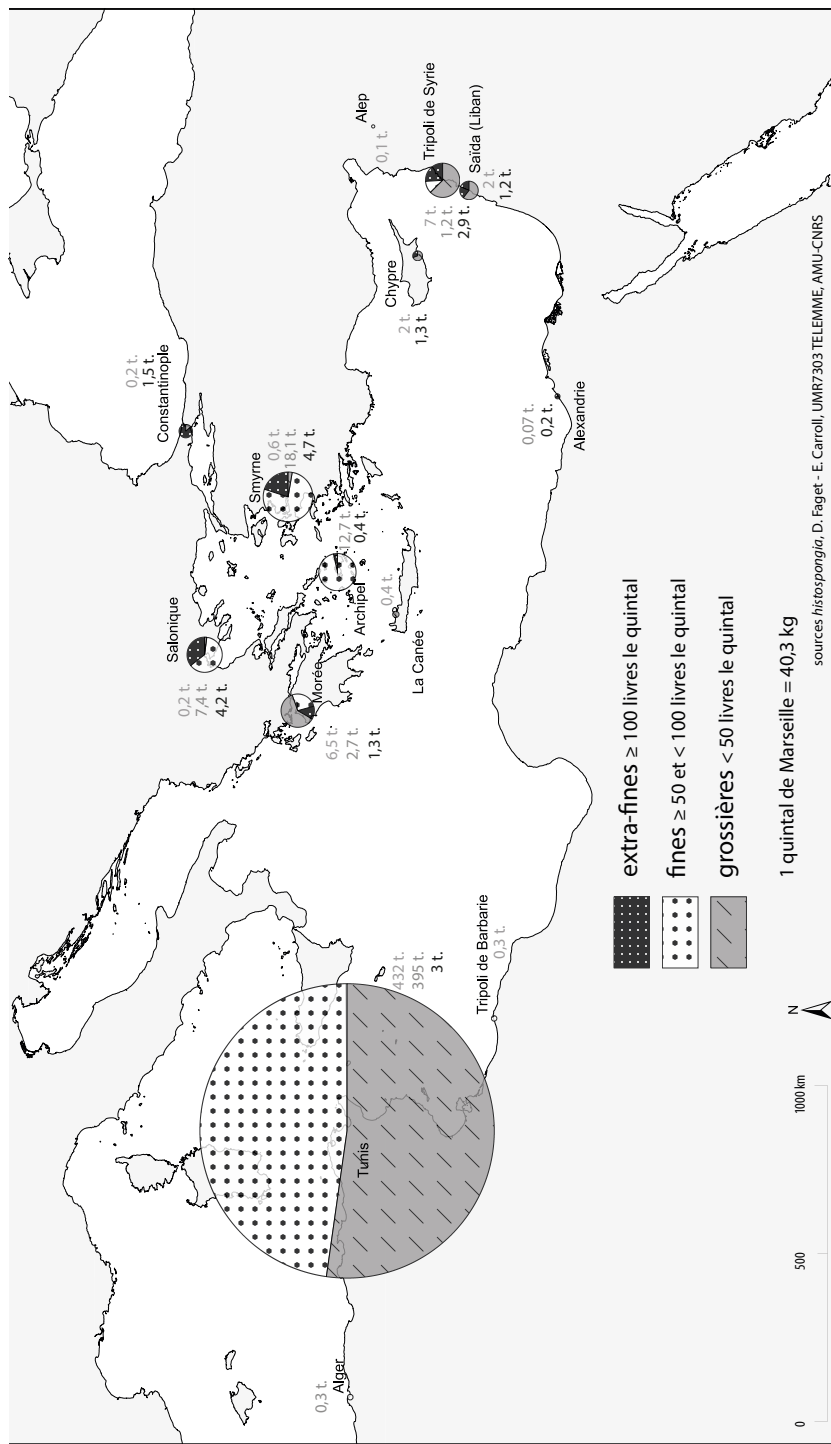 Alep
0,1 t.
Tripoli de Syrie
7 t.
1,2 t.
2,9 t.
Saïda (Liban)
2 t.
1,2 t.
Chypre
2 t.
1,3 t.
Constantinople
0,2 t.
1,5 t.
Smyrne
0,6 t.
18,1 t.
4,7 t.
Alexandrie
0,07 t.
0,2 t.
Archipel
12,7 t.
0,4 t.
La Canée
0,4 t.
Salonique
0,2 t.
7,4 t.
4,2 t.
Morée
6,5 t.
2,7 t.
1,3 t.
Tripoli de Barbarie
0,3 t.
Tunis
432 t.
395 t.
3 t.
Alger
0,3 t.
extra-fines ≥ 100 livres le quintal
fines ≥ 50 et < 100 livres le quintal
grossières < 50 livres le quintal
1 quintal de Marseille = 40,3 kg
N
0 500 1000 km
sources histospongia, D. Faget - E. Carroll, UMR7303 TELEMME, AMU-CNRS